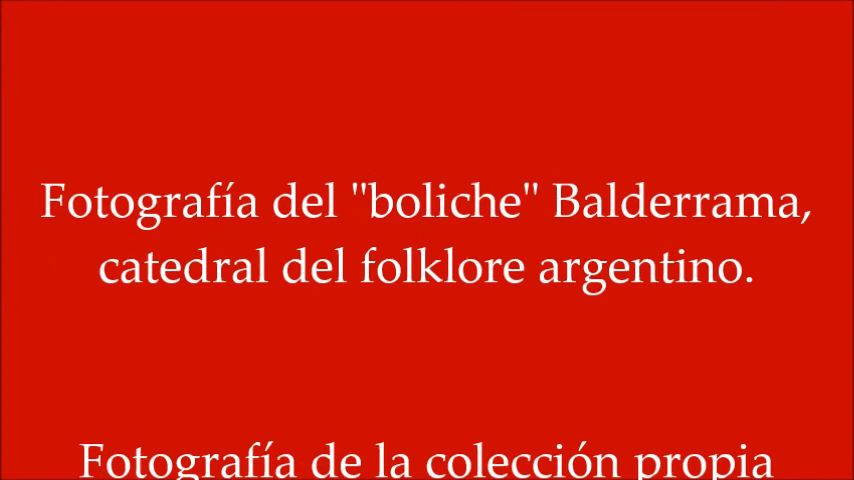 Fotografía del "boliche" Balderrama,
catedral del folklore argentino.
Fotografía de la colección propia